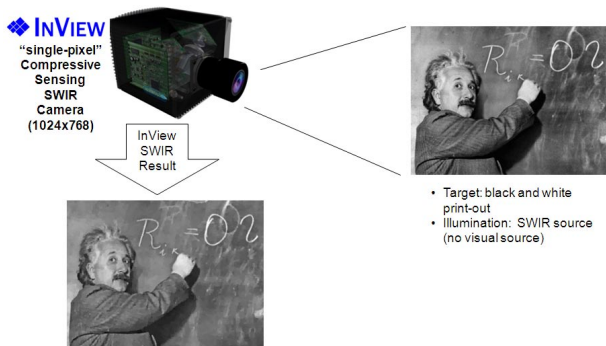 INVIEW
“single-pixel”
Compressive
Sensing
SWIR
Camera
(1024x768)
InView
SWIR
Result
• Target: black and white
print-out
• Illumination: SWIR source
(no visual source)